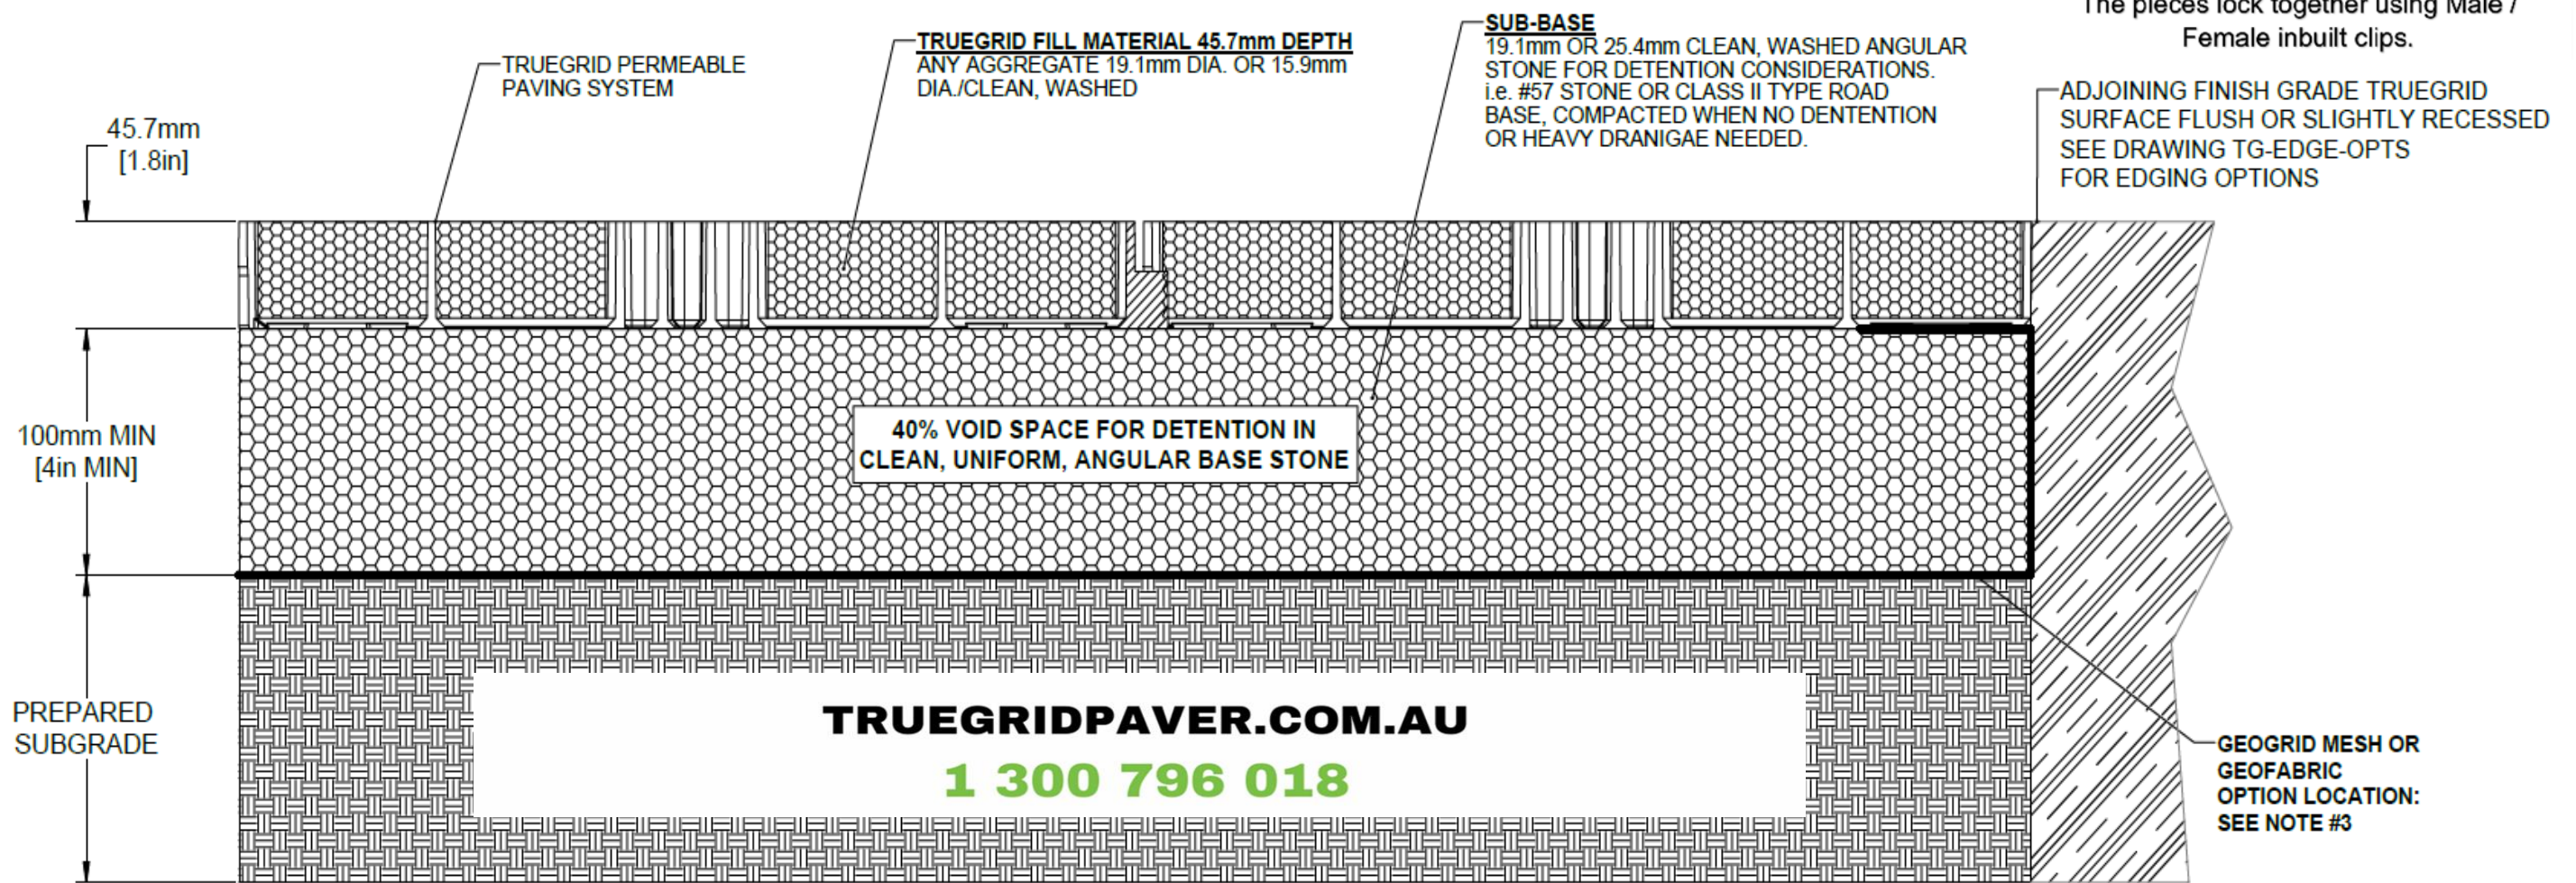 The pieces lock together using Male /
Female inbuilt clips.
SUB-BASE
19.1mm OR 25.4mm CLEAN, WASHED ANGULAR
STONE FOR DETENTION CONSIDERATIONS.
i.e. #57 STONE OR CLASS II TYPE ROAD
BASE, COMPACTED WHEN NO DENTENTION
OR HEAVY DRANIGAE NEEDED.
TRUEGRID FILL MATERIAL 45.7mm DEPTH
ANY AGGREGATE 19.1mm DIA. OR 15.9mm
DIA./CLEAN, WASHED
TRUEGRID PERMEABLE
PAVING SYSTEM
ADJOINING FINISH GRADE TRUEGRID
SURFACE FLUSH OR SLIGHTLY RECESSED
SEE DRAWING TG-EDGE-OPTS
FOR EDGING OPTIONS
45.7mm
[1.8in]
100mm MIN
[4in MIN]
40% VOID SPACE FOR DETENTION IN
CLEAN, UNIFORM, ANGULAR BASE STONE
PREPARED
SUBGRADE
TRUEGRIDPAVER.COM.AU
1 300 796 018
GEOGRID MESH OR
GEOFABRIC
OPTION LOCATION:
SEE NOTE #3